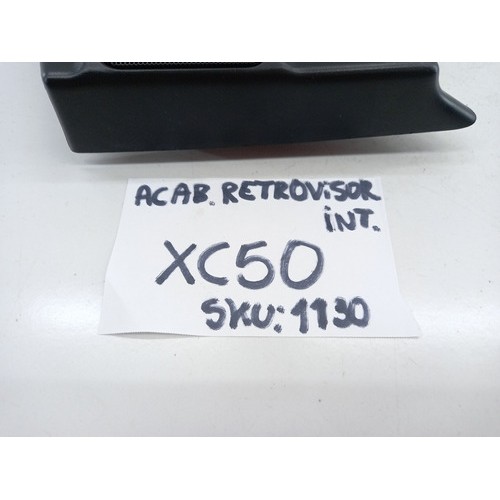 ACAB. RETROViSOR
iNT.
XC50
SKU: 1130